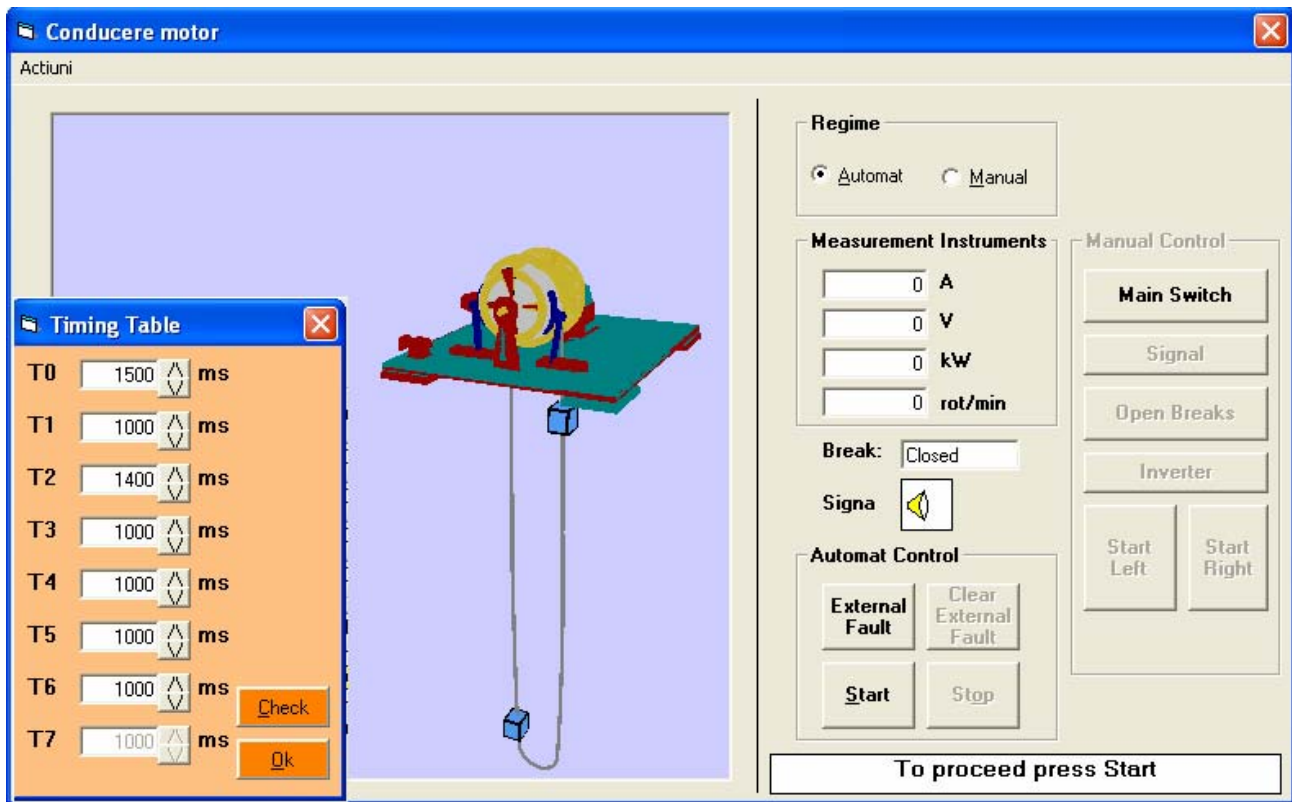 Conducere motor
Actiuni
Timing Table
T0 1500 ms
T1 1000 ms
T2 1400 ms
T3 1000 ms
T4 1000 ms
T5 1000 ms
T6 1000 ms
T7 1000 ms
Check
Ok
Regime
Automat Manual
Measurement Instruments
0 A
0 V
0 kW
0 rot/min
Break: Closed
Signa
Automat Control
External
Fault
Clear
External
Fault
Start
Stop
Manual Control
Main Switch
Signal
Open Breaks
Inverter
Start
Left
Start
Right
To proceed press Start